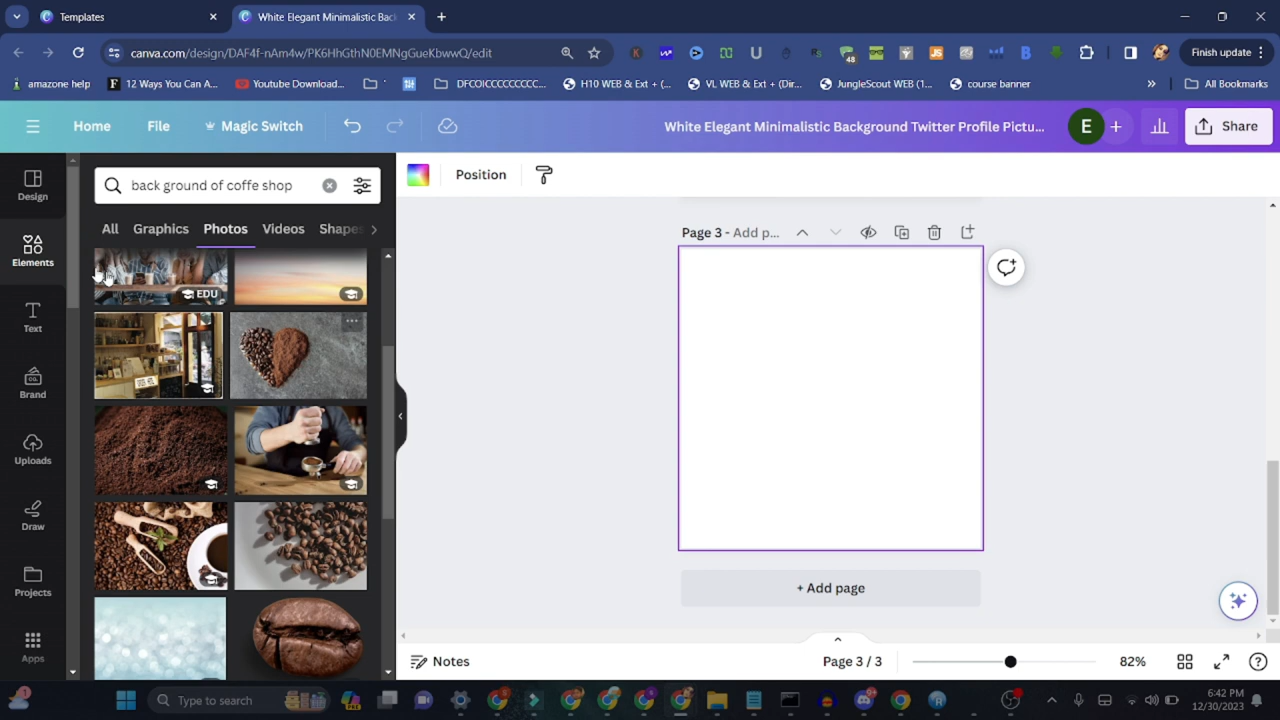 Templates
White Elegant Minimalistic Bac
canva.com/design/DAF4f-nAm4w/PK6HhGthN0EMNgGueKbwwQ/edit
48
Finish update
amazone help
12 Ways You Can A...
Youtube Download...
DFCOICCCCCCCCC...
H10 WEB & Ext + (...
VL WEB & Ext + (Dir...
JungleScout WEB (1...
course banner
All Bookmarks
Home
File
Magic Switch
White Elegant Minimalistic Background Twitter Profile Pictu...
E
Share
Design
Elements
Text
Brand
Uploads
Draw
Projects
Apps
back ground of coffe shop
All
Graphics
Photos
Videos
Shapes
EDU
Position
Page 3 - Add p...
+ Add page
Notes
Page 3 / 3
82%
Type to search
6:42 PM
12/30/2023